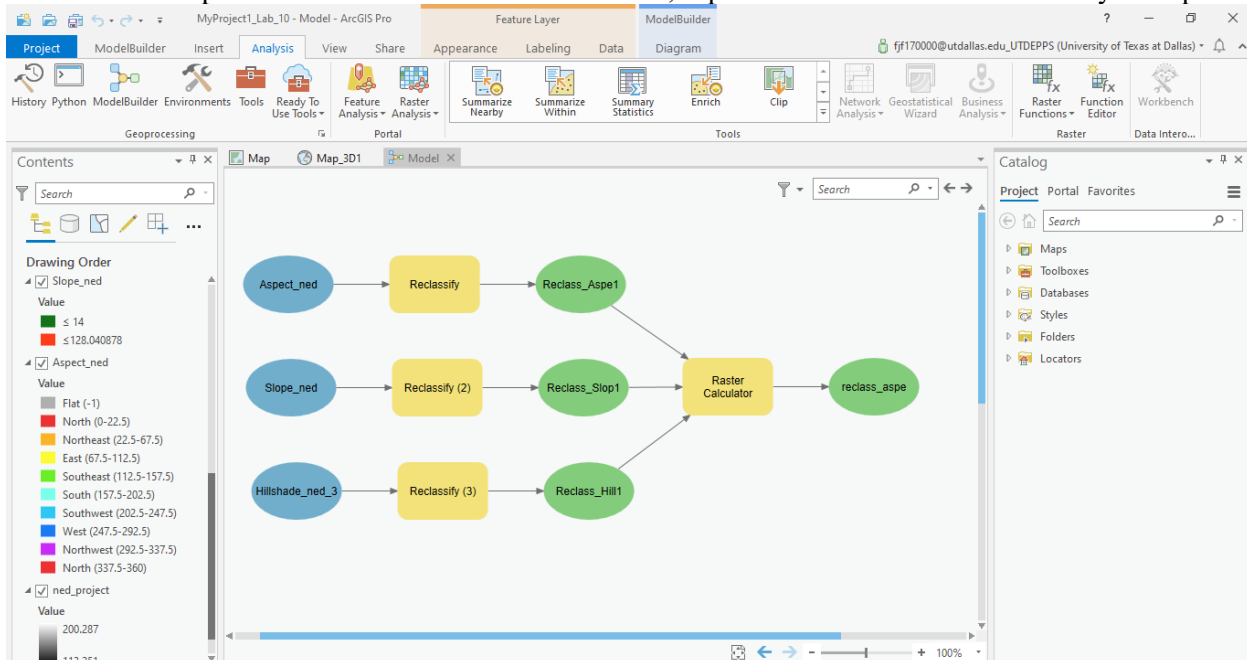 MyProject1_Lab_10 - Model - ArcGIS Pro
Feature Layer
ModelBuilder
?
Project ModelBuilder Insert Analysis View Share Appearance Labeling Data Diagram
fjf170000@utdallas.edu_UTDEPPS (University of Texas at Dallas)
History Python ModelBuilder Environments Tools Ready To Use Tools Feature Analysis Raster Analysis Summarize Nearby Summarize Within Summary Statistics Enrich Clip Network Analysis Geostatistical Wizard Business Analysis Raster Functions Function Editor Workbench
Geoprocessing Portal Tools Raster Data Intero...
Contents
Search
Drawing Order
Slope_ned
Value
≤ 14
≤128.040878
Aspect_ned
Value
Flat (-1)
North (0-22.5)
Northeast (22.5-67.5)
East (67.5-112.5)
Southeast (112.5-157.5)
South (157.5-202.5)
Southwest (202.5-247.5)
West (247.5-292.5)
Northwest (292.5-337.5)
North (337.5-360)
ned_project
Value
200.287
Map Map_3D1 Model
Search
Aspect_ned Reclassify Reclass_Aspe1
Slope_ned Reclassify (2) Reclass_Slop1 Raster Calculator reclass_aspe
Hillshade_ned_3 Reclassify (3) Reclass_Hill1
100%
Catalog
Project Portal Favorites
Search
Maps
Toolboxes
Databases
Styles
Folders
Locators